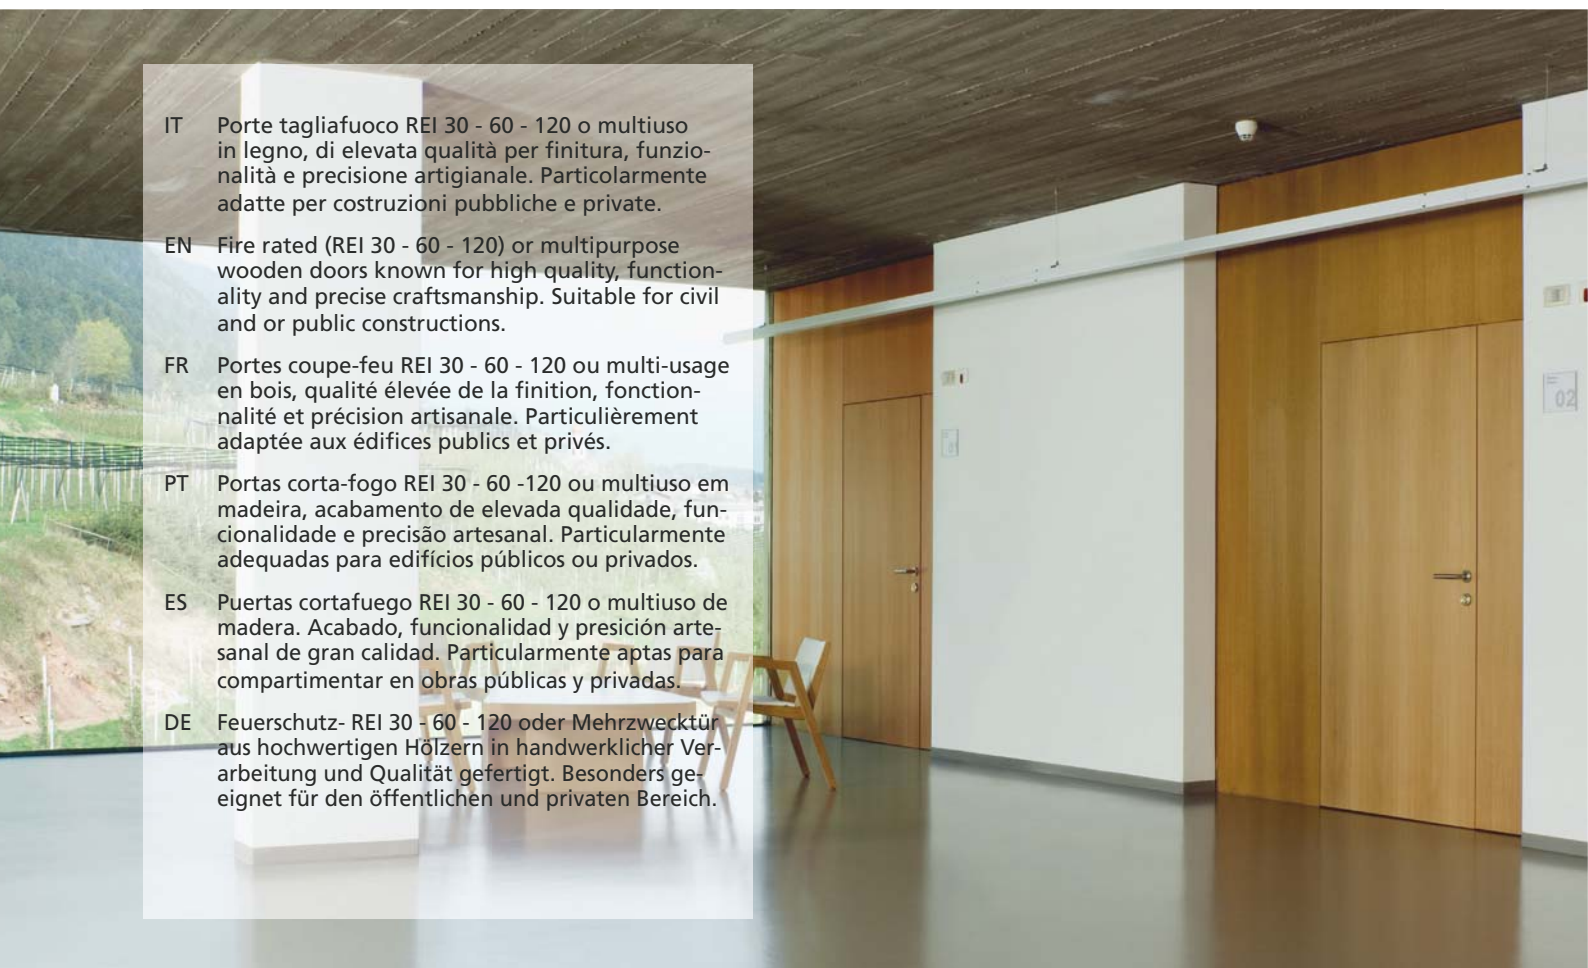 IT Porte tagliafuoco REI 30 - 60 - 120 o multiuso
in legno, di elevata qualità per finitura, funzio-
nalità e precisione artigianale. Particolarmente
adatte per costruzioni pubbliche e private.
EN Fire rated (REI 30 - 60 - 120) or multipurpose
wooden doors known for high quality, function-
ality and precise craftsmanship. Suitable for civil
and or public constructions.
FR Portes coupe-feu REI 30 - 60 - 120 ou multi-usage
en bois, qualité élevée de la finition, fonction-
nalité et précision artisanale. Particulièrement
adaptée aux édifices publics et privés.
PT Portas corta-fogo REI 30 - 60 -120 ou multiuso em
madeira, acabamento de elevada qualidade, fun-
cionalidade e precisão artesanal. Particularmente
adequadas para edifícios públicos ou privados.
ES Puertas cortafuego REI 30 - 60 - 120 o multiuso de
madera. Acabado, funcionalidad y presición arte-
sanal de gran calidad. Particularmente aptas para
compartimentar en obras públicas y privadas.
DE Feuerschutz- REI 30 - 60 - 120 oder Mehrzwecktür
aus hochwertigen Hölzern in handwerklicher Ver-
arbeitung und Qualität gefertigt. Besonders ge-
eignet für den öffentlichen und privaten Bereich.
02